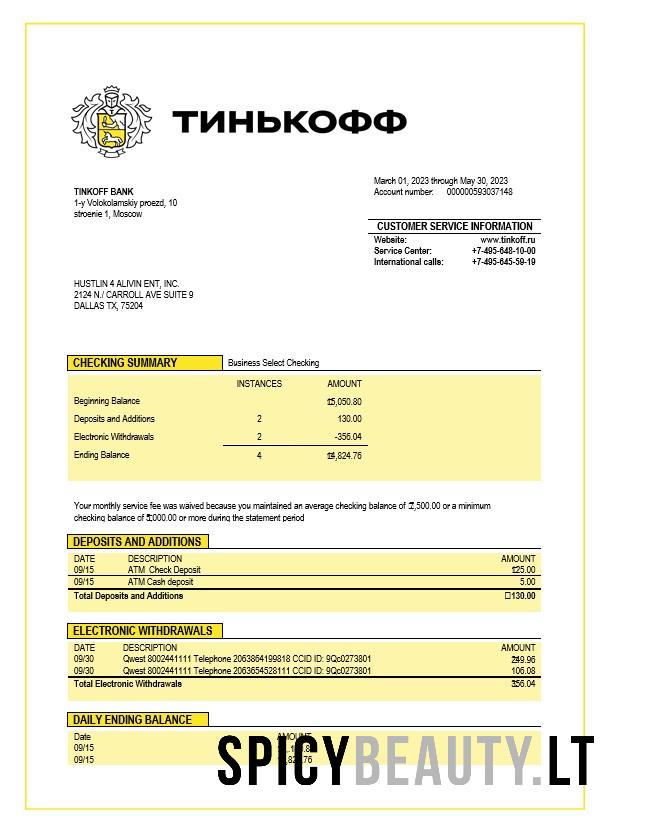 ТИНЬКОФФ
March 01, 2023 through May 30, 2023
Account number: 000000593037148
TINKOFF BANK
1-y Volokolamskiy proezd, 10
stroenie 1, Moscow
CUSTOMER SERVICE INFORMATION
Website: www.tinkoff.ru
Service Center: +7-495-648-10-00
International calls: +7-495-645-59-19
HUSTLIN 4 ALIVIN ENT, INC.
2124 N./ CARROLL AVE SUITE 9
DALLAS TX, 75204
CHECKING SUMMARY Business Select Checking
INSTANCES AMOUNT
Beginning Balance 15,050.80
Deposits and Additions 2 130.00
Electronic Withdrawals 2 -356.04
Ending Balance 4 14,824.76
Your monthly service fee was waived because you maintained an average checking balance of 7,500.00 or a minimum
checking balance of 5,000.00 or more during the statement period
DEPOSITS AND ADDITIONS
DATE DESCRIPTION AMOUNT
09/15 ATM Check Deposit 125.00
09/15 ATM Cash deposit 5.00
Total Deposits and Additions 130.00
ELECTRONIC WITHDRAWALS
DATE DESCRIPTION AMOUNT
09/30 Qwest 8002441111 Telephone 2063864199818 CCID ID: 9Qc0273801 249.96
09/30 Qwest 8002441111 Telephone 2063654528111 CCID ID: 9Qc0273801 106.08
Total Electronic Withdrawals 356.04
DAILY ENDING BALANCE
Date AMOUNT
09/15
09/15
SPICYBEAUTY.LT